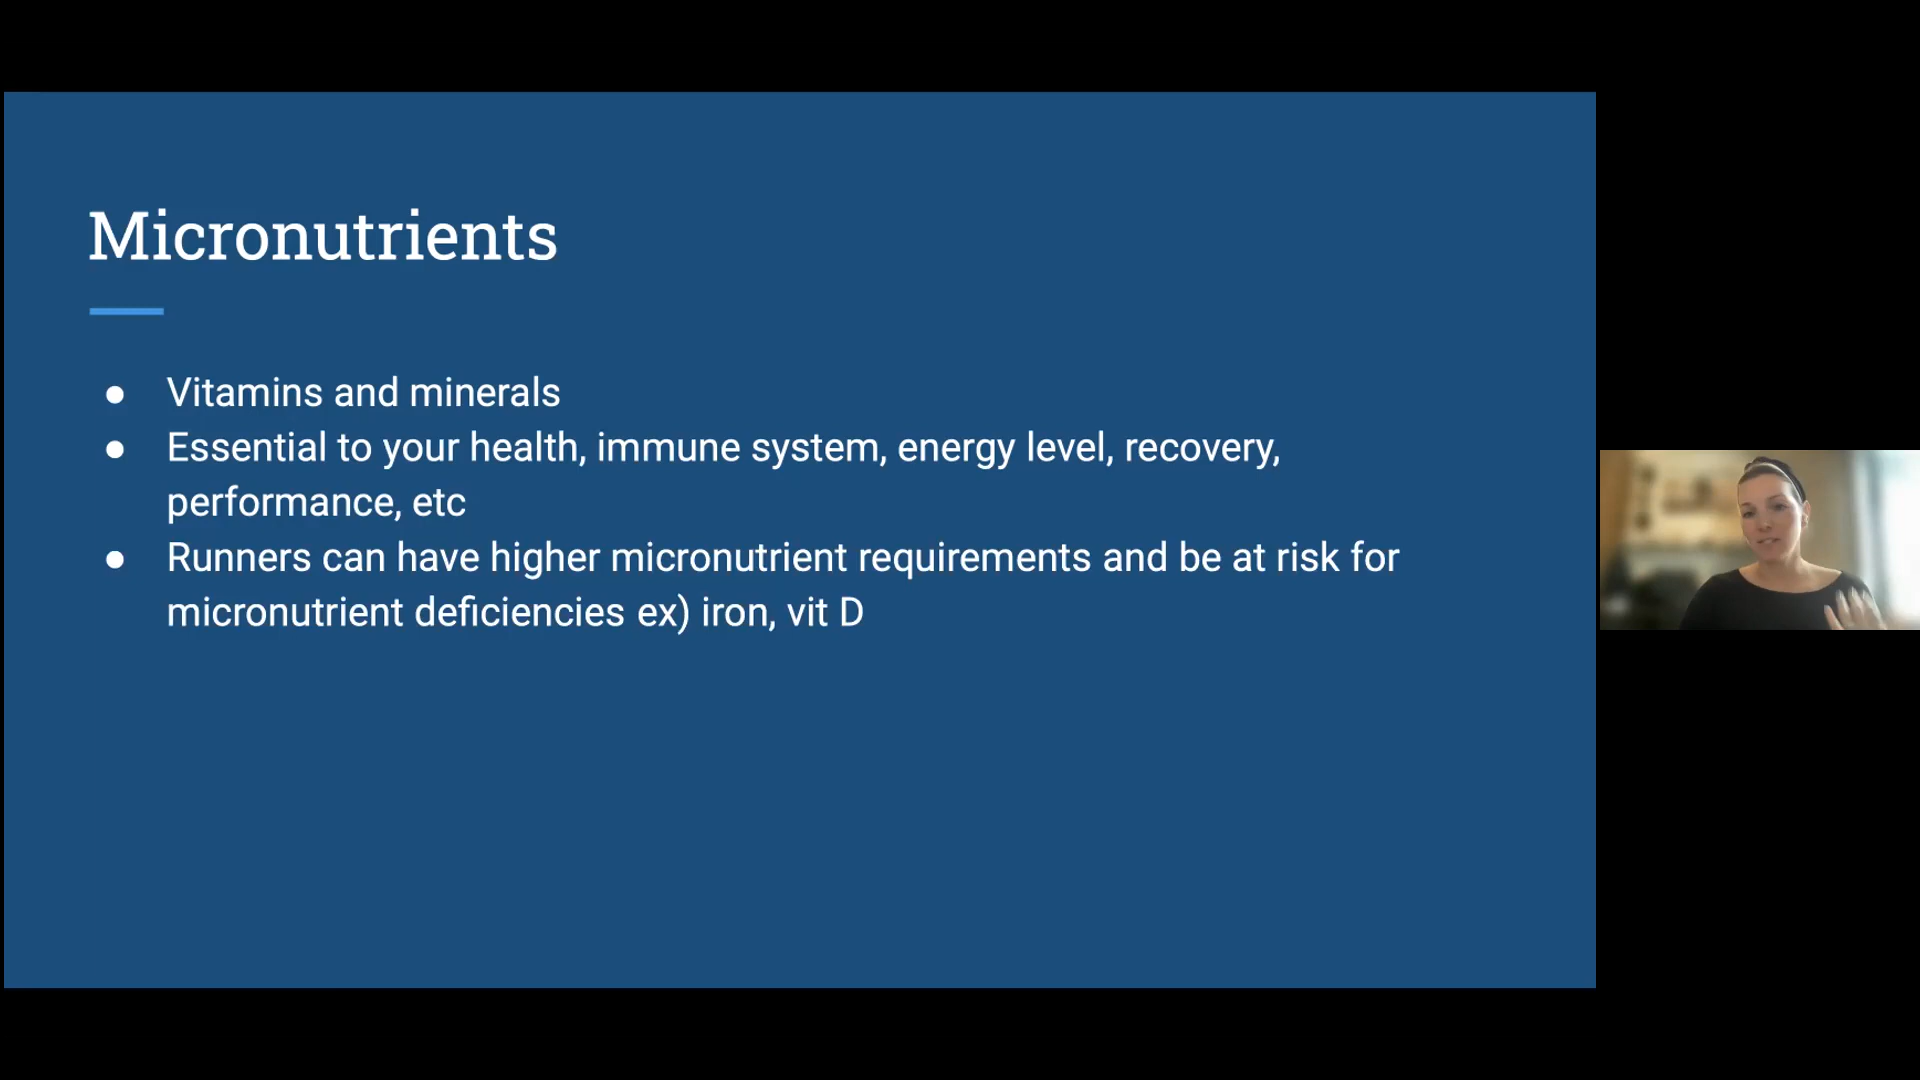 Micronutrients
● Vitamins and minerals
● Essential to your health, immune system, energy level, recovery,
performance, etc
● Runners can have higher micronutrient requirements and be at risk for
micronutrient deficiencies ex) iron, vit D